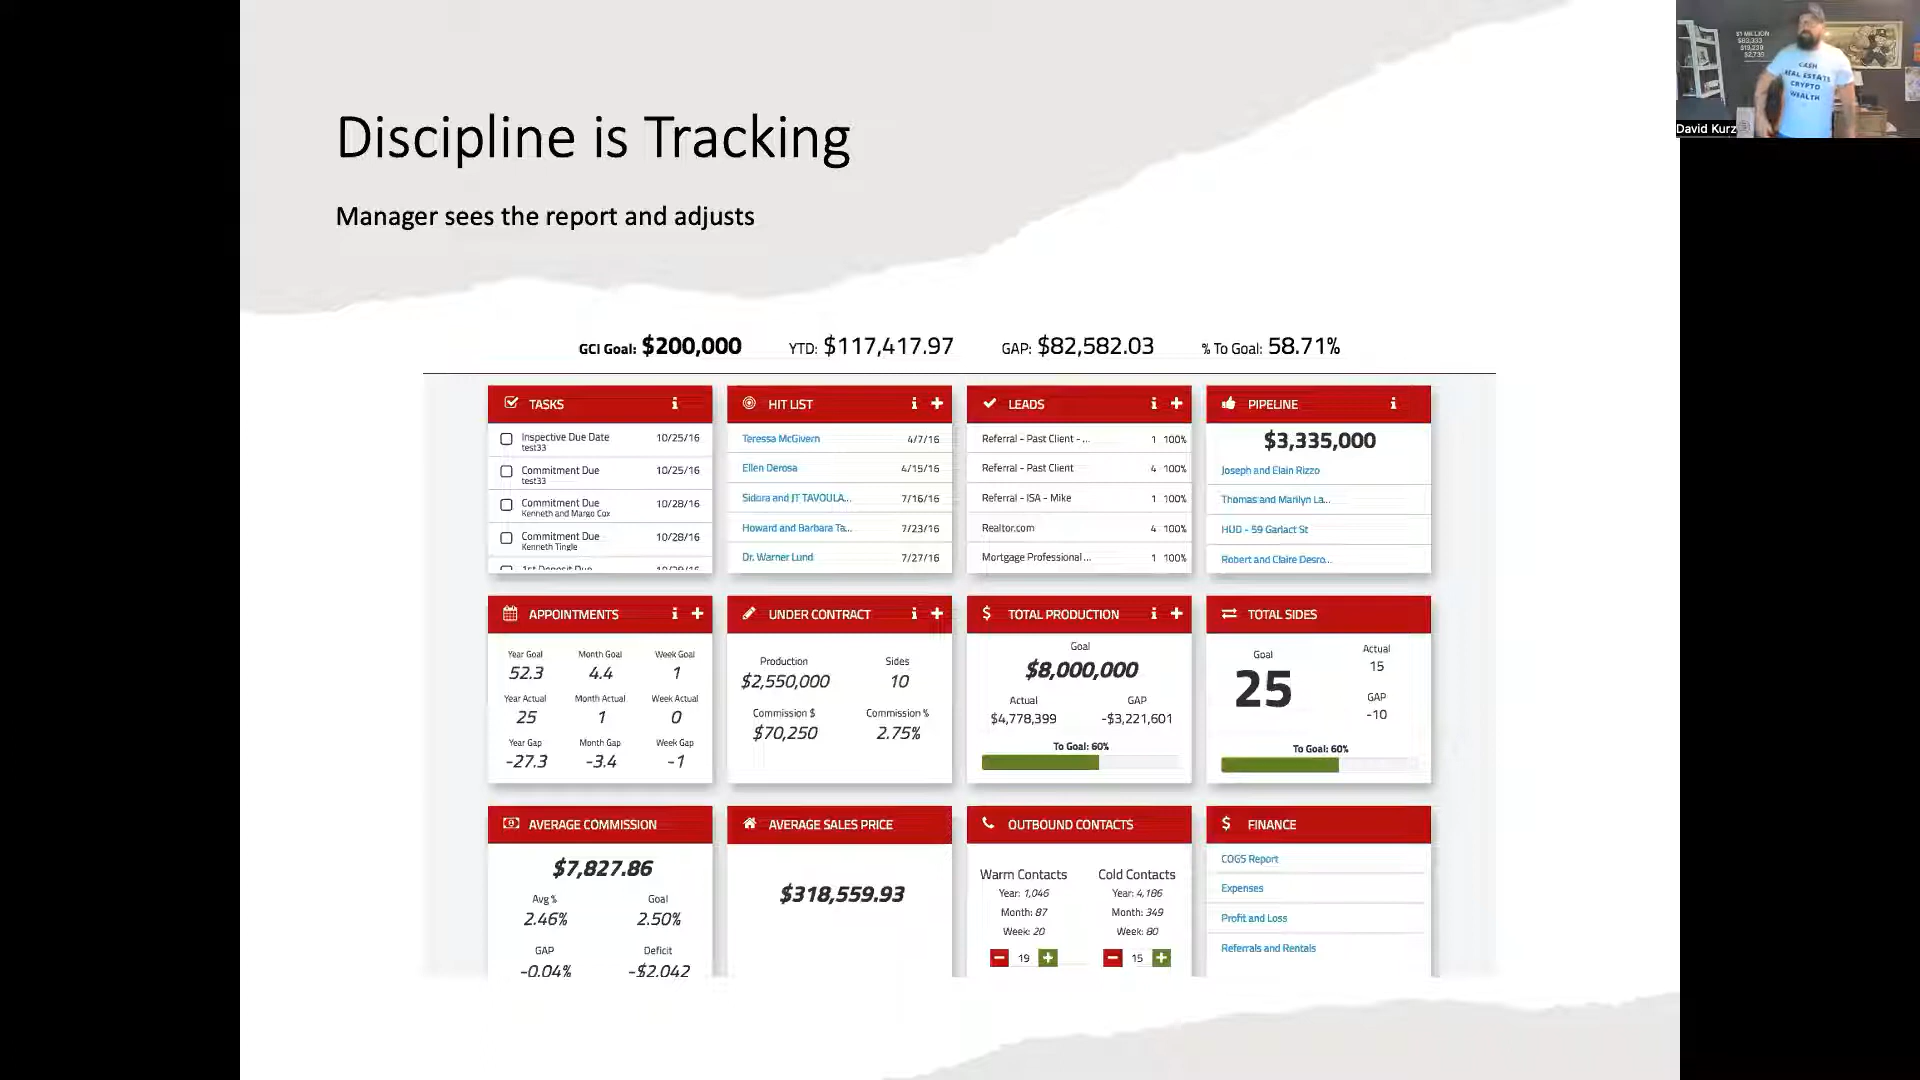 Discipline is Tracking
Manager sees the report and adjusts
GCI Goal: $200,000 YTD: $117,417.97 GAP: $82,582.03 % To Goal: 58.71%
TASKS
Inspective Due Date 10/25/16
test33
Commitment Due 10/25/16
test33
Commitment Due 10/28/16
Kenneth and Margo Cox
Commitment Due 10/28/16
Kenneth Tingle
HIT LIST
Teressa McGivern 4/7/16
Ellen Derosa 4/15/16
Sidora and JT TAVOULA... 7/16/16
Howard and Barbara Ta... 7/23/16
Dr. Warner Lund 7/27/16
LEADS
Referral - Past Client - ... 1 100%
Referral - Past Client 4 100%
Referral - ISA - Mike 1 100%
Realtor.com 4 100%
Mortgage Professional ... 1 100%
PIPELINE
$3,335,000
Joseph and Elain Rizzo
Thomas and Marilyn La...
HUD - 59 Garlact St
Robert and Claire Desro...
APPOINTMENTS
Year Goal Month Goal Week Goal
52.3 4.4 1
Year Actual Month Actual Week Actual
25 1 0
Year Gap Month Gap Week Gap
-27.3 -3.4 -1
UNDER CONTRACT
Production Sides
$2,550,000 10
Commission $ Commission %
$70,250 2.75%
TOTAL PRODUCTION
Goal
$8,000,000
Actual GAP
$4,778,399 -$3,221,601
To Goal: 60%
TOTAL SIDES
Goal Actual
25 15
GAP
-10
To Goal: 60%
AVERAGE COMMISSION
$7,827.86
Avg % Goal
2.46% 2.50%
GAP Deficit
-0.04% -$2,042
AVERAGE SALES PRICE
$318,559.93
OUTBOUND CONTACTS
Warm Contacts Cold Contacts
Year: 1,046 Year: 4,186
Month: 87 Month: 349
Week: 20 Week: 80
19 15
FINANCE
COGS Report
Expenses
Profit and Loss
Referrals and Rentals
$1 MILLION
$83,333
$19,230
$2,739
CASH
REAL ESTATE
CRYPTO
WEALTH
David Kurz